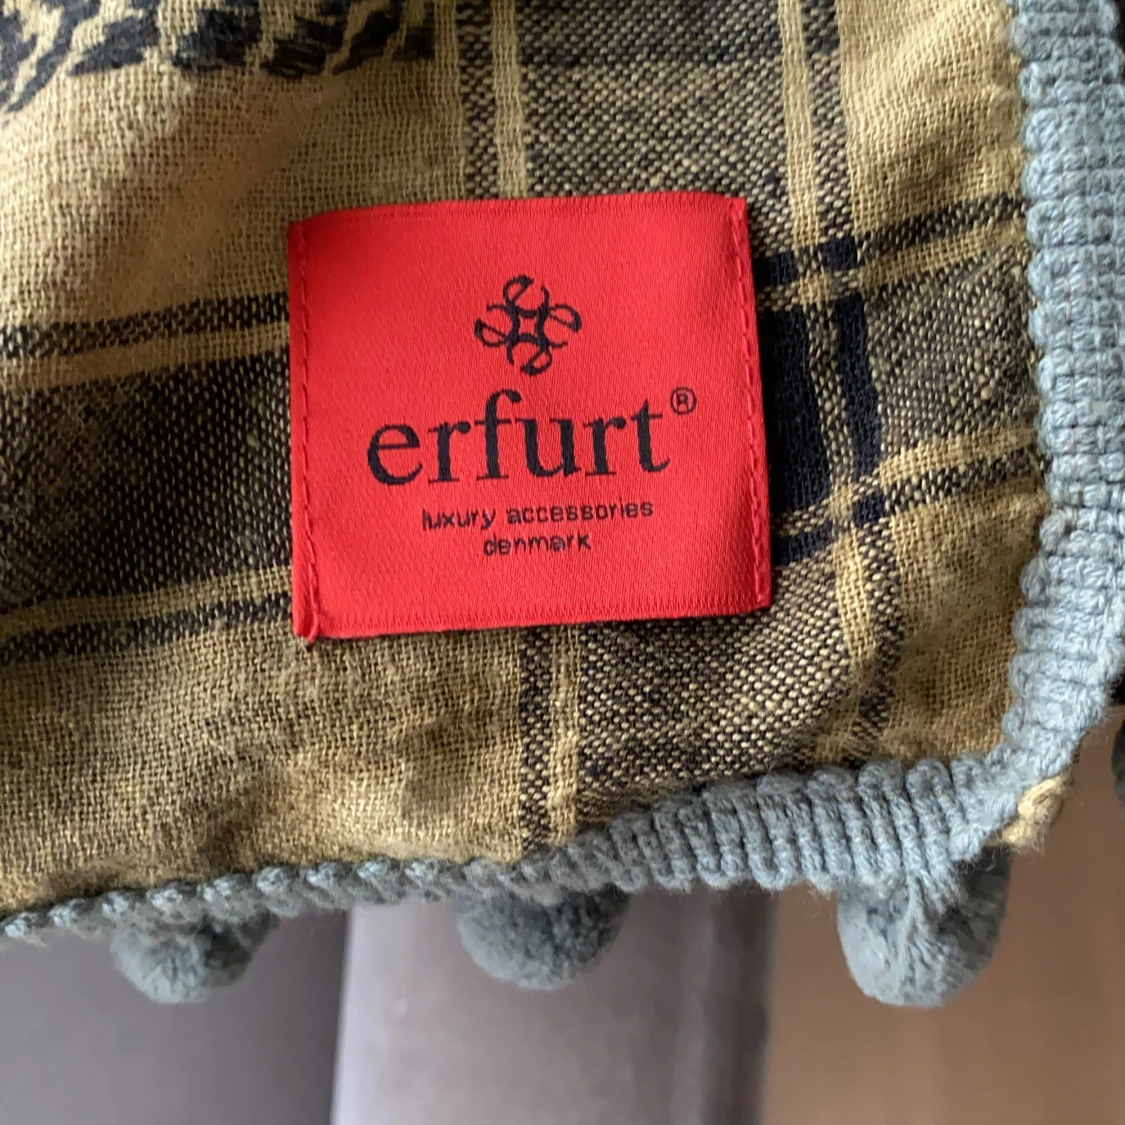 erfurt®
luxury accessories
denmark